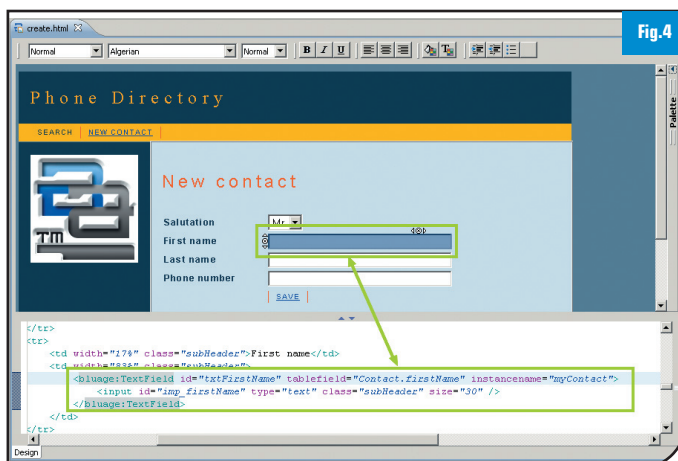 create.html
Fig.4
Normal Algerian Normal B I U
Palette
Phone Directory
SEARCH NEW CONTACT
TM
New contact
Salutation Mr
First name
Last name
Phone number
SAVE
</tr>
<tr>
<td width="17%" class="subHeader">First name</td>
<td width="83%" class="subHeader">
<bluage:TextField id="txtFirstName" tablefield="Contact.firstName" instancename="myContact">
<input id="imp_firstName" type="text" class="subHeader" size="30" />
</bluage:TextField>
</td>
</tr>
Design